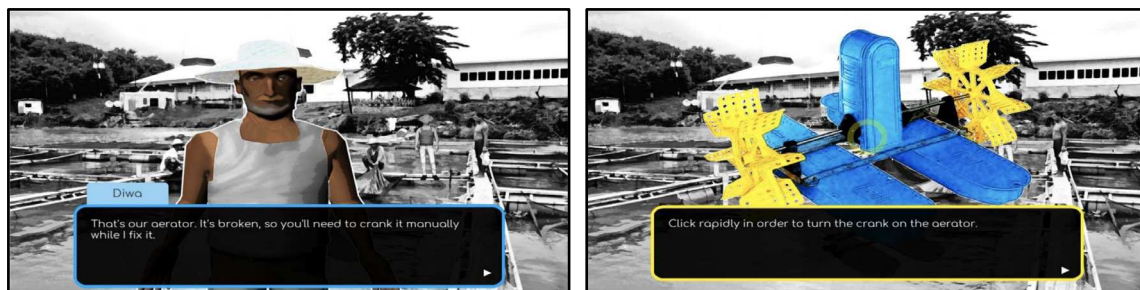 Diwa
That's our aerator. It's broken, so you'll need to crank it manually
while I fix it.
Click rapidly in order to turn the crank on the aerator.